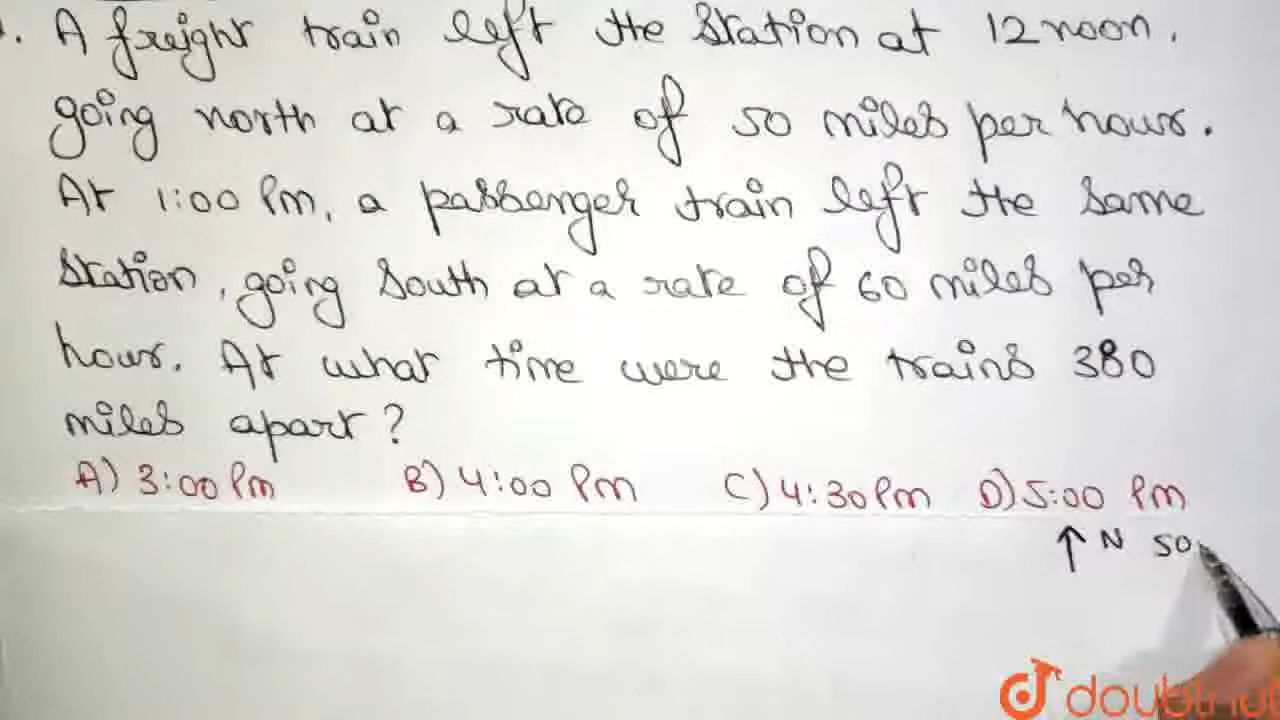 . A freight train left the station at 12 noon.
going north at a rate of 50 miles per hour.
At 1:00 Pm, a passenger train left the same
station, going south at a rate of 60 miles per
hour. At what time were the trains 380
miles apart?
A) 3:00 Pm B) 4:00 Pm C) 4:30 Pm D) 5:00 Pm
↑ N 50
doubtnut